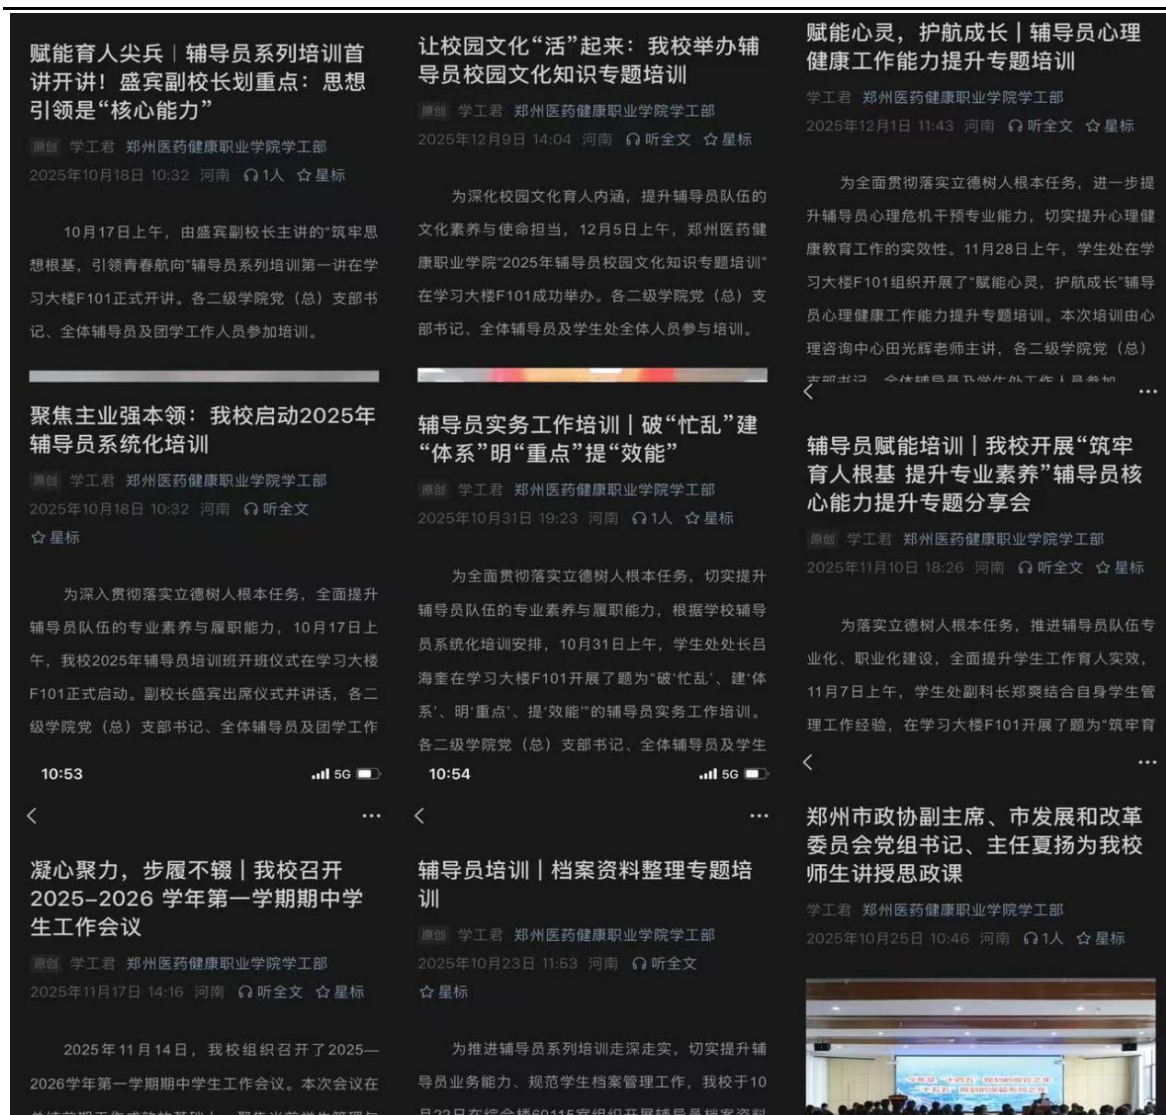 赋能育人尖兵｜辅导员系列培训首
讲开讲！盛宾副校长划重点：思想
引领是“核心能力”
原创 学工君 郑州医药健康职业学院学工部
2025年10月18日 10:32 河南 1人 星标
10月17日上午，由盛宾副校长主讲的“筑牢思
想根基，引领青春航向”辅导员系列培训第一讲在学
习大楼F101正式开讲。各二级学院党（总）支部书
记、全体辅导员及团学工作人员参加培训。
聚焦主业强本领：我校启动2025年
辅导员系统化培训
原创 学工君 郑州医药健康职业学院学工部
2025年10月18日 10:32 河南 听全文
星标
为深入贯彻落实立德树人根本任务，全面提升
辅导员队伍的专业素养与履职能力，10月17日上
午，我校2025年辅导员培训班开班仪式在学习大楼
F101正式启动。副校长盛宾出席仪式并讲话，各二
级学院党（总）支部书记、全体辅导员及团学工作
10:53 5G
凝心聚力，步履不辍｜我校召开
2025-2026 学年第一学期期中学
生工作会议
原创 学工君 郑州医药健康职业学院学工部
2025年11月17日 14:16 河南 听全文 星标
2025年11月14日，我校组织召开了2025—
2026学年第一学期期中学生工作会议。本次会议在
让校园文化“活”起来：我校举办辅
导员校园文化知识专题培训
原创 学工君 郑州医药健康职业学院学工部
2025年12月9日 14:04 河南 听全文 星标
为深化校园文化育人内涵，提升辅导员队伍的
文化素养与使命担当，12月5日上午，郑州医药健
康职业学院“2025年辅导员校园文化知识专题培训”
在学习大楼F101成功举办。各二级学院党（总）支
部书记、全体辅导员及学生处全体人员参与培训。
辅导员实务工作培训｜破“忙乱”建
“体系”明“重点”提“效能”
原创 学工君 郑州医药健康职业学院学工部
2025年10月31日 19:23 河南 1人 星标
为全面贯彻落实立德树人根本任务，切实提升
辅导员队伍的专业素养与履职能力，根据学校辅导
员系统化培训安排，10月31日上午，学生处处长吕
海奎在学习大楼F101开展了题为“破‘忙乱’、建‘体
系’、明‘重点’、提‘效能’”的辅导员实务工作培训。
各二级学院党（总）支部书记、全体辅导员及学生
10:54 5G
辅导员培训｜档案资料整理专题培
训
原创 学工君 郑州医药健康职业学院学工部
2025年10月23日 11:53 河南 听全文
星标
为推进辅导员系列培训走深走实，切实提升辅
导员业务能力、规范学生档案管理工作，我校于10
月22日在综合楼60115室组织开展辅导员档案资料
赋能心灵，护航成长｜辅导员心理
健康工作能力提升专题培训
学工君 郑州医药健康职业学院学工部
2025年12月1日 11:43 河南 听全文 星标
为全面贯彻落实立德树人根本任务，进一步提
升辅导员心理危机干预专业能力，切实提升心理健
康教育工作的实效性。11月28日上午，学生处在学
习大楼F101组织开展了“赋能心灵，护航成长”辅导
员心理健康工作能力提升专题培训。本次培训由心
理咨询中心田光辉老师主讲，各二级学院党（总）
支部书记、全体辅导员及学生处工作人员参加
辅导员赋能培训｜我校开展“筑牢
育人根基 提升专业素养”辅导员核
心能力提升专题分享会
原创 学工君 郑州医药健康职业学院学工部
2025年11月10日 18:26 河南 听全文 星标
为落实立德树人根本任务，推进辅导员队伍专
业化、职业化建设，全面提升学生工作育人实效，
11月7日上午，学生处副科长郑爽结合自身学生管
理工作经验，在学习大楼F101开展了题为“筑牢育
郑州市政协副主席、市发展和改革
委员会党组书记、主任夏扬为我校
师生讲授思政课
学工君 郑州医药健康职业学院学工部
2025年10月25日 10:46 河南 1人 星标
今年是“十四五”规划的收官之年